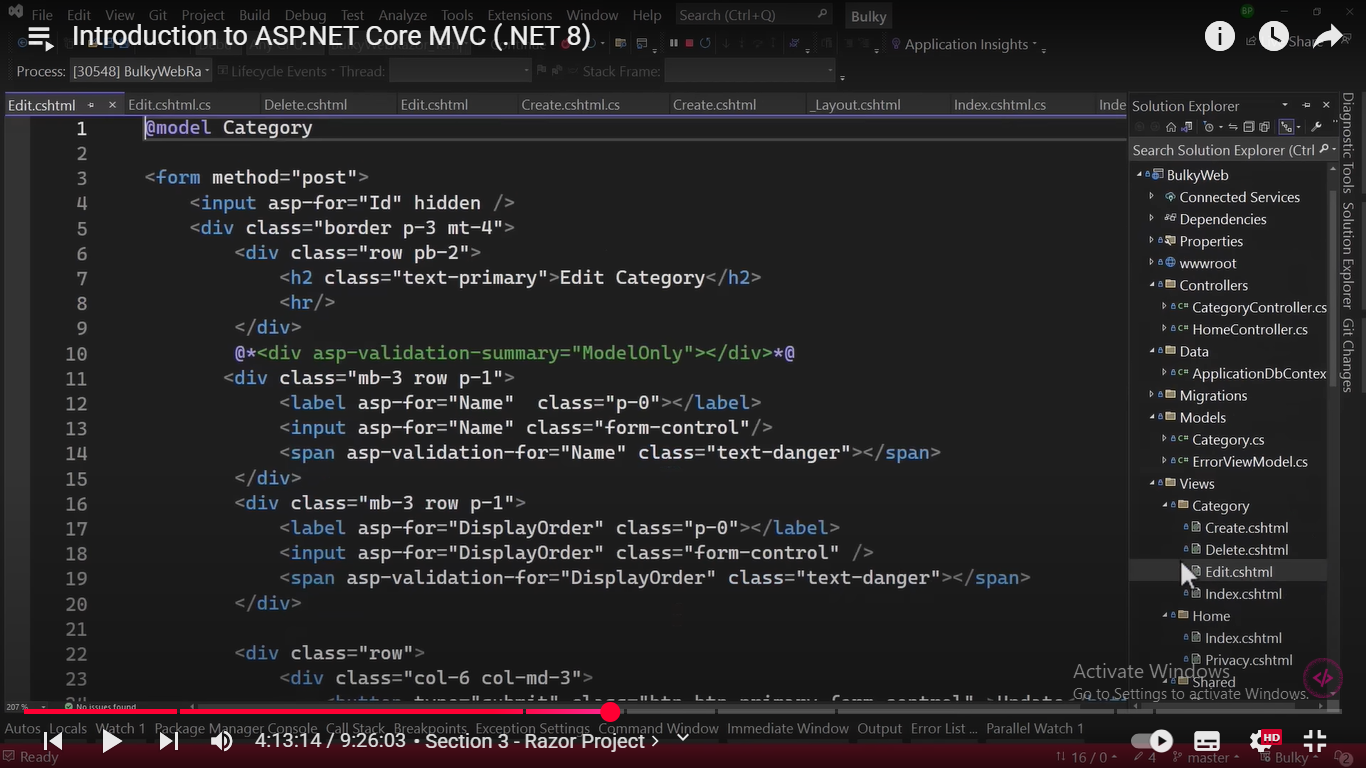 File Edit View Git Project Build Debug Test Analyze Tools Extensions Window Help Search (Ctrl+Q) Bulky
Introduction to ASP.NET Core MVC (.NET 8)
Application Insights
Process: [30548] BulkyWebRa Lifecycle Events Thread: Stack Frame:
Edit.cshtml Edit.cshtml.cs Delete.cshtml Edit.cshtml Create.cshtml.cs Create.cshtml _Layout.cshtml Index.cshtml.cs Inde
1 @model Category
2
3 <form method="post">
4 <input asp-for="Id" hidden />
5 <div class="border p-3 mt-4">
6 <div class="row pb-2">
7 <h2 class="text-primary">Edit Category</h2>
8 <hr/>
9 </div>
10 @*<div asp-validation-summary="ModelOnly"></div>*@
11 <div class="mb-3 row p-1">
12 <label asp-for="Name"  class="p-0"></label>
13 <input asp-for="Name" class="form-control"/>
14 <span asp-validation-for="Name" class="text-danger"></span>
15 </div>
16 <div class="mb-3 row p-1">
17 <label asp-for="DisplayOrder" class="p-0"></label>
18 <input asp-for="DisplayOrder" class="form-control" />
19 <span asp-validation-for="DisplayOrder" class="text-danger"></span>
20 </div>
21
22 <div class="row">
23 <div class="col-6 col-md-3">
24 <button type="submit" class="btn btn-primary form-control" >Update
Solution Explorer
Search Solution Explorer (Ctrl
BulkyWeb
Connected Services
Dependencies
Properties
wwwroot
Controllers
C# CategoryController.cs
C# HomeController.cs
Data
C# ApplicationDbContex
Migrations
Models
C# Category.cs
C# ErrorViewModel.cs
Views
Category
Create.cshtml
Delete.cshtml
Edit.cshtml
Index.cshtml
Home
Index.cshtml
Privacy.cshtml
Shared
Diagnostic Tools
Solution Explorer
Git Changes
Activate Windows
Go to Settings to activate Windows.
207 % No issues found
Autos Locals Watch 1 Package Manager Console Call Stack Breakpoints Exception Settings Command Window Immediate Window Output Error List ... Parallel Watch 1
4:13:14 / 9:26:03 • Section 3 - Razor Project
HD
Ready 16 / 0 4 master Bulky 2